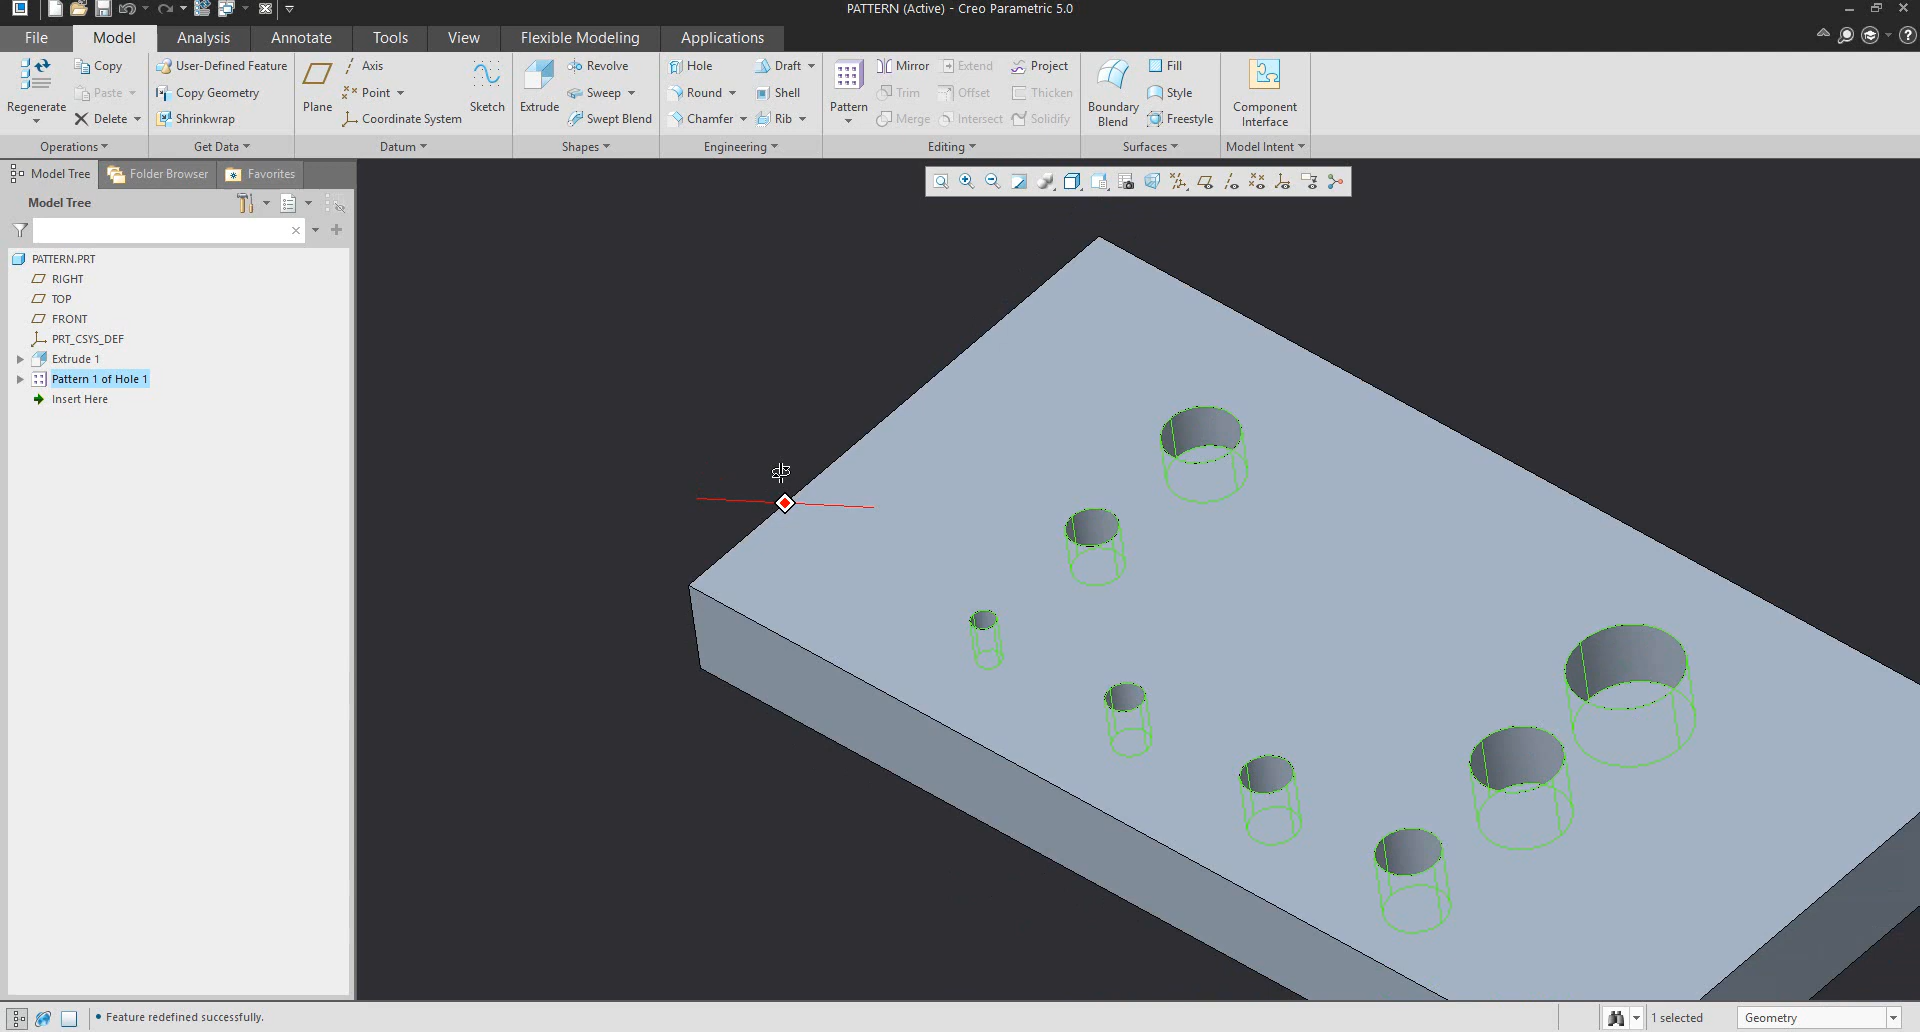 PATTERN (Active) - Creo Parametric 5.0
File Model Analysis Annotate Tools View Flexible Modeling Applications
Regenerate
Copy
Paste
Delete
Operations
User-Defined Feature
Copy Geometry
Shrinkwrap
Get Data
Plane
Axis
Point
Coordinate System
Sketch
Datum
Extrude
Revolve
Sweep
Swept Blend
Shapes
Hole
Round
Chamfer
Draft
Shell
Rib
Engineering
Pattern
Mirror
Trim
Merge
Extend
Offset
Intersect
Project
Thicken
Solidify
Editing
Boundary
Blend
Fill
Style
Freestyle
Surfaces
Component
Interface
Model Intent
Model Tree Folder Browser Favorites
Model Tree
PATTERN.PRT
RIGHT
TOP
FRONT
PRT_CSYS_DEF
Extrude 1
Pattern 1 of Hole 1
Insert Here
• Feature redefined successfully.
1 selected
Geometry